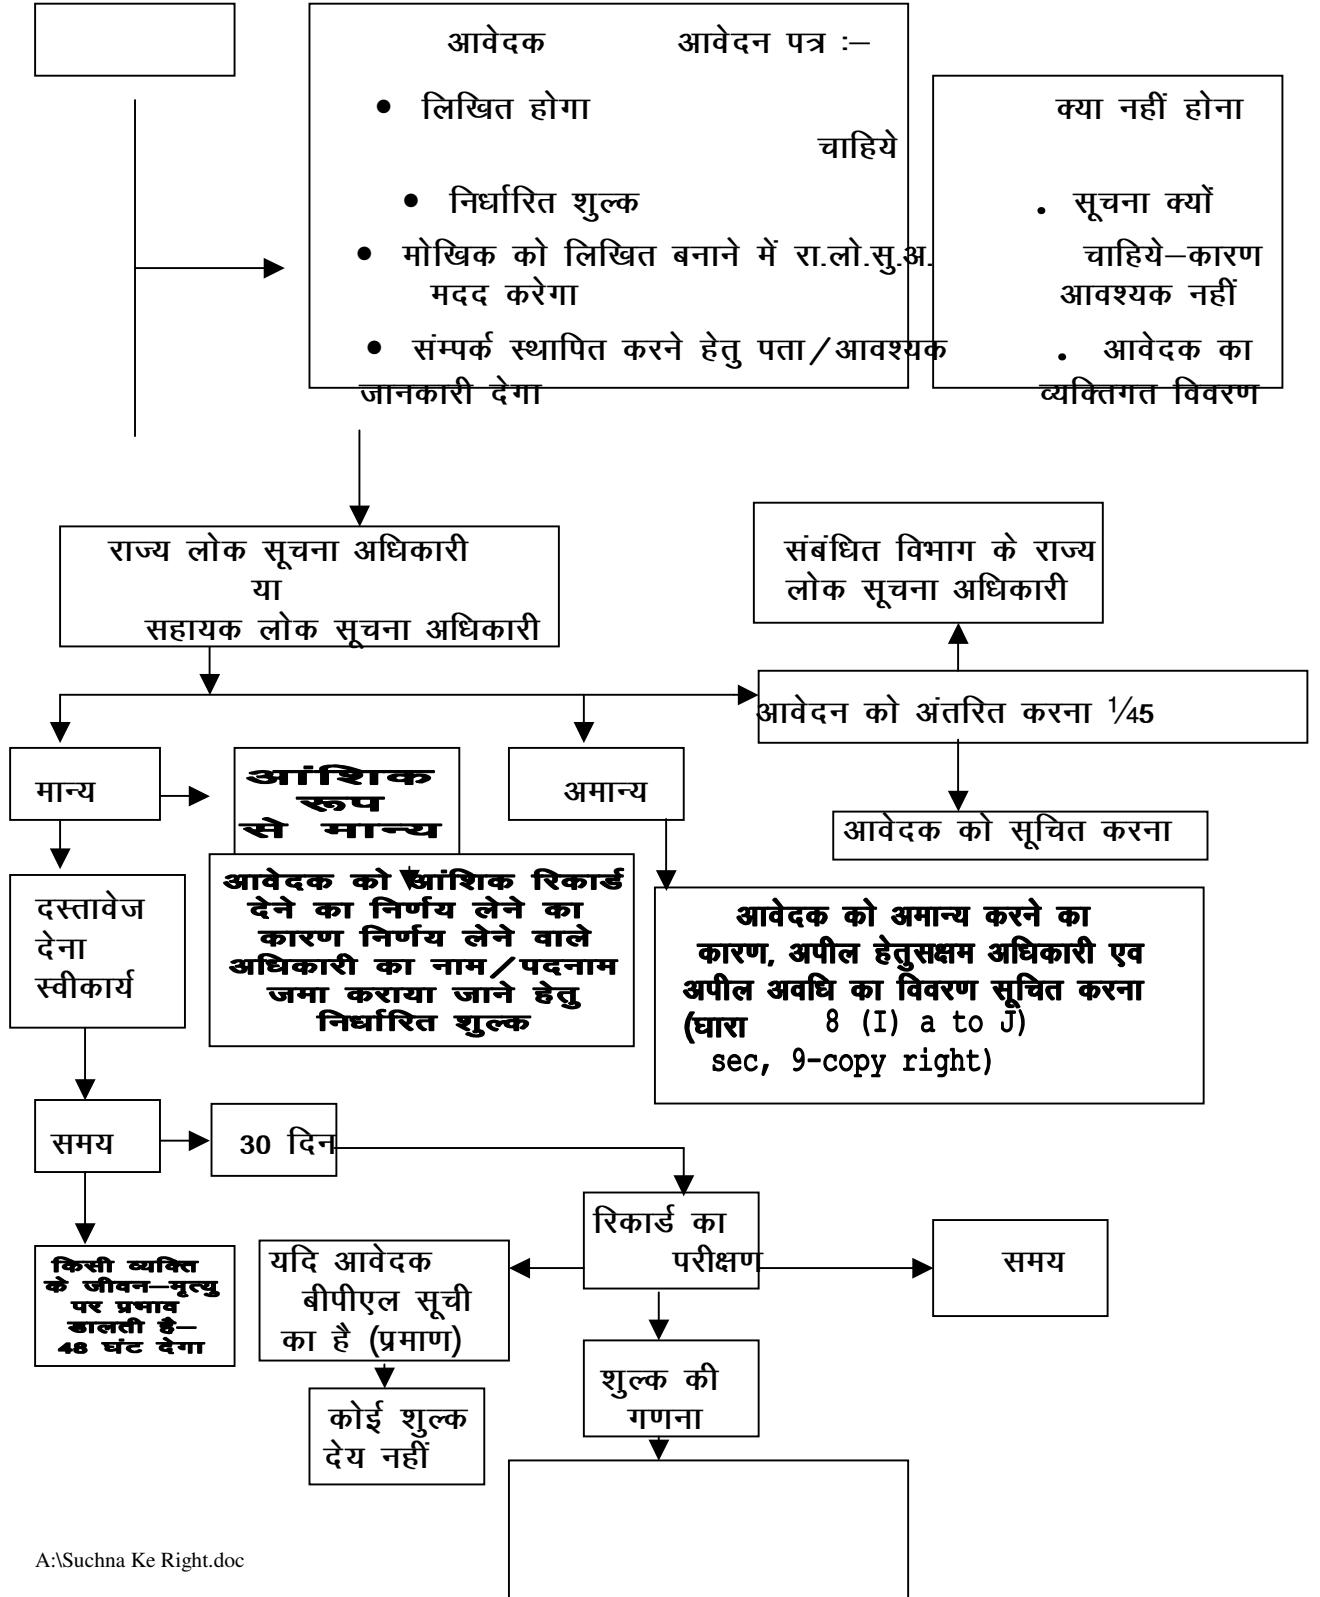 आवेदक आवेदन पत्र :–
• लिखित होगा
चाहिये
• निर्धारित शुल्क
• मोखिक को लिखित बनाने में रा.लो.सु.अ.
मदद करेगा
• संम्पर्क स्थापित करने हेतु पता/आवश्यक
जानकारी देगा
क्या नहीं होना
. सूचना क्यों
चाहिये–कारण
आवश्यक नहीं
. आवेदक का
व्यक्तिगत विवरण
राज्य लोक सूचना अधिकारी
या
सहायक लोक सूचना अधिकारी
संबंधित विभाग के राज्य
लोक सूचना अधिकारी
आवेदन को अंतरित करना ¼5
मान्य
आंशिक
रूप
से मान्य
अमान्य
आवेदक को सूचित करना
दस्तावेज
देना
स्वीकार्य
आवेदक को आंशिक रिकार्ड
देने का निर्णय लेने का
कारण निर्णय लेने वाले
अधिकारी का नाम/पदनाम
जमा कराया जाने हेतु
निर्धारित शुल्क
आवेदक को अमान्य करने का
कारण, अपील हेतुसक्षम अधिकारी एव
अपील अवधि का विवरण सूचित करना
(घारा 8 (I) a to J)
sec, 9-copy right)
समय
30 दिन
रिकार्ड का
परीक्षण
समय
किसी व्यक्ति
के जीवन–मृत्यु
पर प्रभाव
डालती है–
48 घंट देगा
यदि आवेदक
बीपीएल सूची
का है (प्रमाण)
शुल्क की
गणना
कोई शुल्क
देय नहीं
A:\Suchna Ke Right.doc